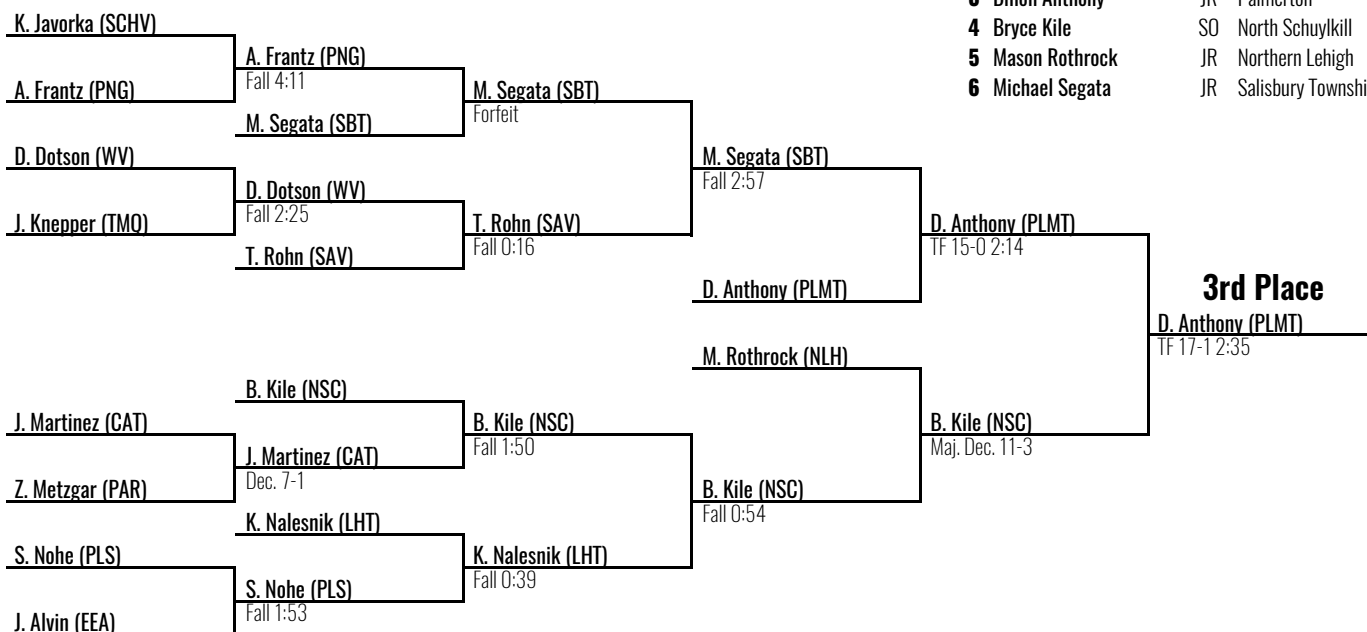 4 Bryce Kile SO North Schuylkill
5 Mason Rothrock JR Northern Lehigh
6 Michael Segata JR Salisbury Townshi
K. Javorka (SCHV)
A. Frantz (PNG)
D. Dotson (WV)
J. Knepper (TMQ)
J. Martinez (CAT)
Z. Metzgar (PAR)
S. Nohe (PLS)
J. Alvin (EEA)
A. Frantz (PNG)
Fall 4:11
M. Segata (SBT)
D. Dotson (WV)
Fall 2:25
T. Rohn (SAV)
B. Kile (NSC)
J. Martinez (CAT)
Dec. 7-1
K. Nalesnik (LHT)
S. Nohe (PLS)
Fall 1:53
M. Segata (SBT)
Forfeit
T. Rohn (SAV)
Fall 0:16
B. Kile (NSC)
Fall 1:50
K. Nalesnik (LHT)
Fall 0:39
M. Segata (SBT)
Fall 2:57
D. Anthony (PLMT)
M. Rothrock (NLH)
B. Kile (NSC)
Fall 0:54
D. Anthony (PLMT)
TF 15-0 2:14
B. Kile (NSC)
Maj. Dec. 11-3
3rd Place
D. Anthony (PLMT)
TF 17-1 2:35